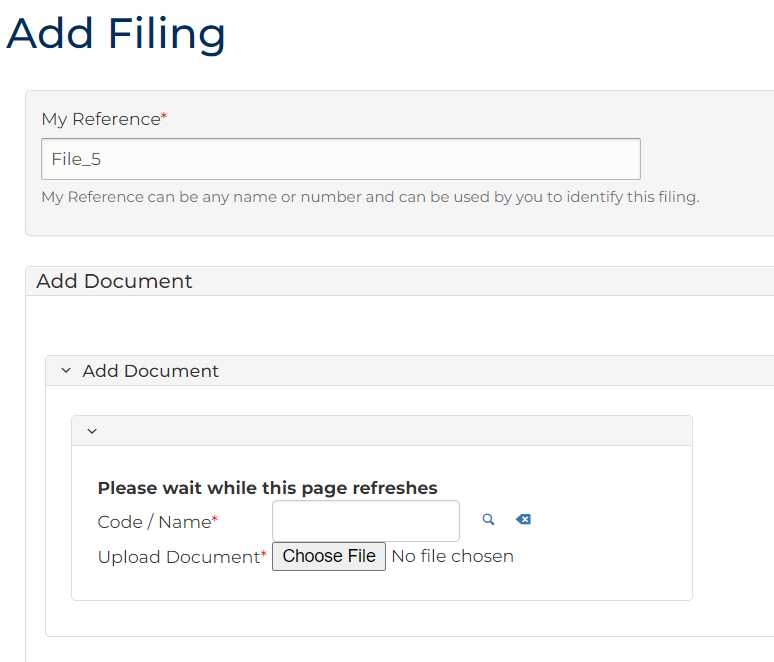 Add Filing
My Reference*
File_5
My Reference can be any name or number and can be used by you to identify this filing.
Add Document
Add Document
Please wait while this page refreshes
Code / Name*
Upload Document* Choose File No file chosen